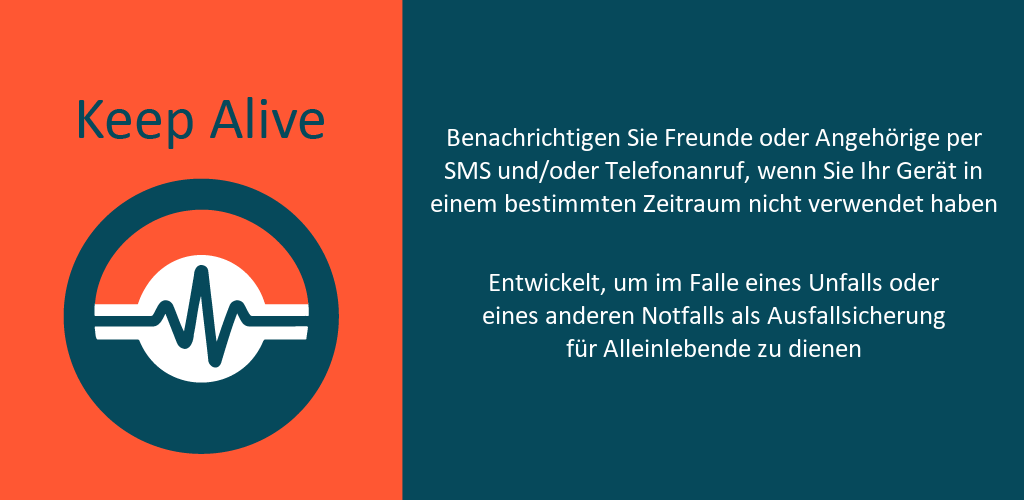 Keep Alive
Benachrichtigen Sie Freunde oder Angehörige per
SMS und/oder Telefonanruf, wenn Sie Ihr Gerät in
einem bestimmten Zeitraum nicht verwendet haben
Entwickelt, um im Falle eines Unfalls oder
eines anderen Notfalls als Ausfallsicherung
für Alleinlebende zu dienen